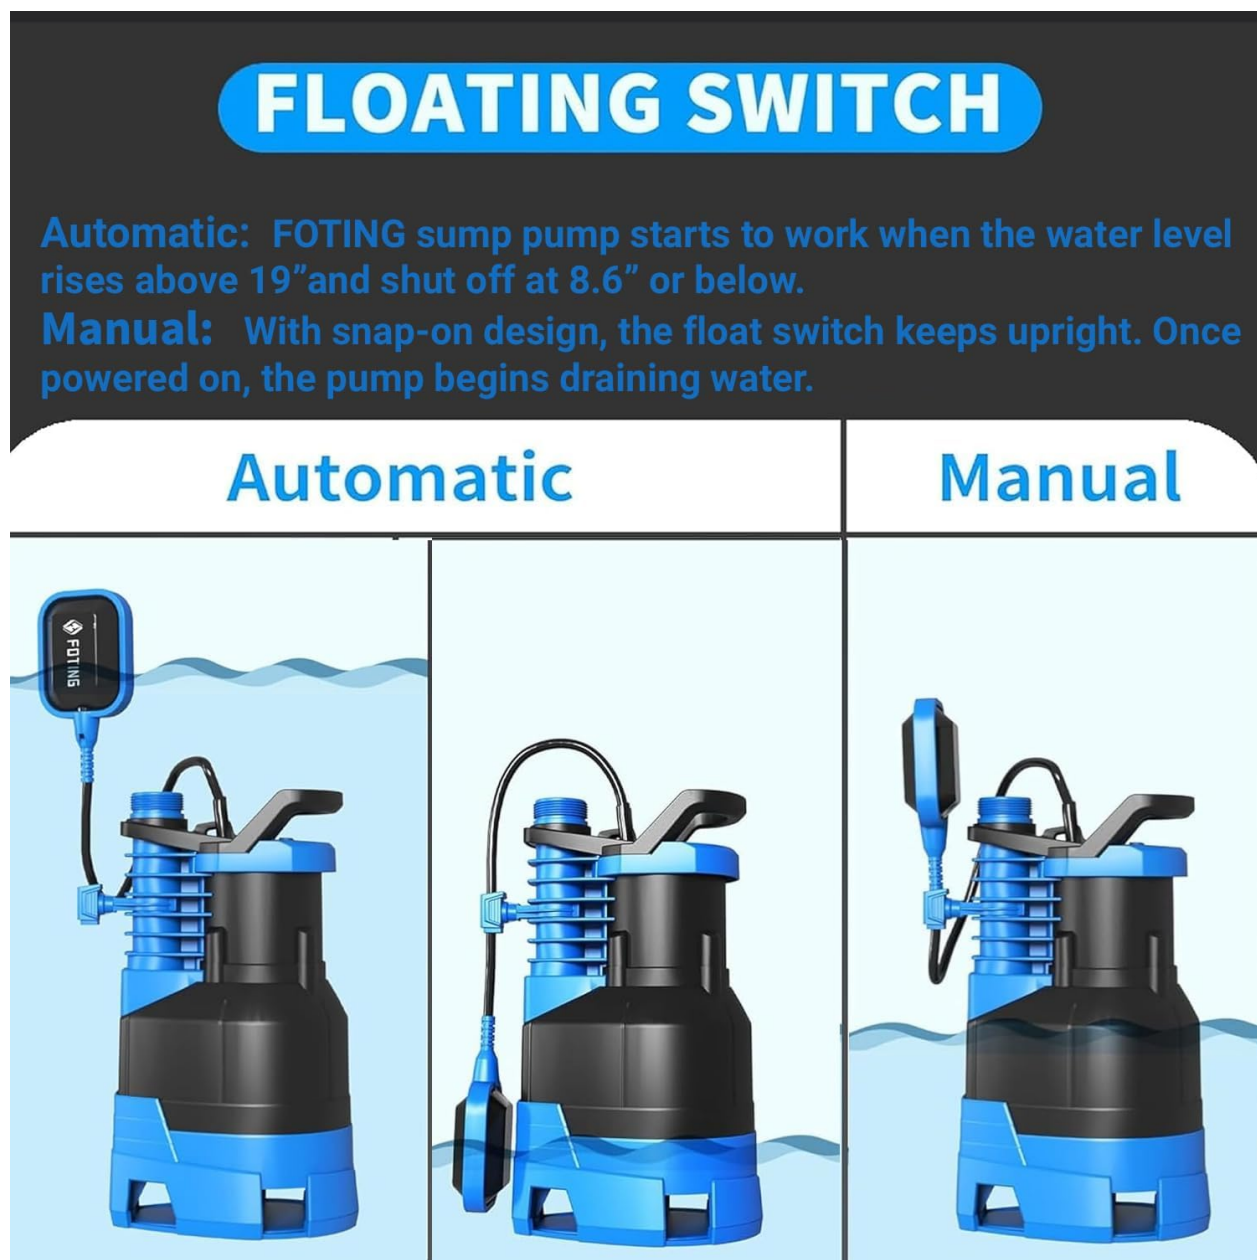 FLOATING SWITCH
Automatic: FOTING sump pump starts to work when the water level
rises above 19”and shut off at 8.6” or below.
Manual: With snap-on design, the float switch keeps upright. Once
powered on, the pump begins draining water.
Automatic
Manual
FOTING